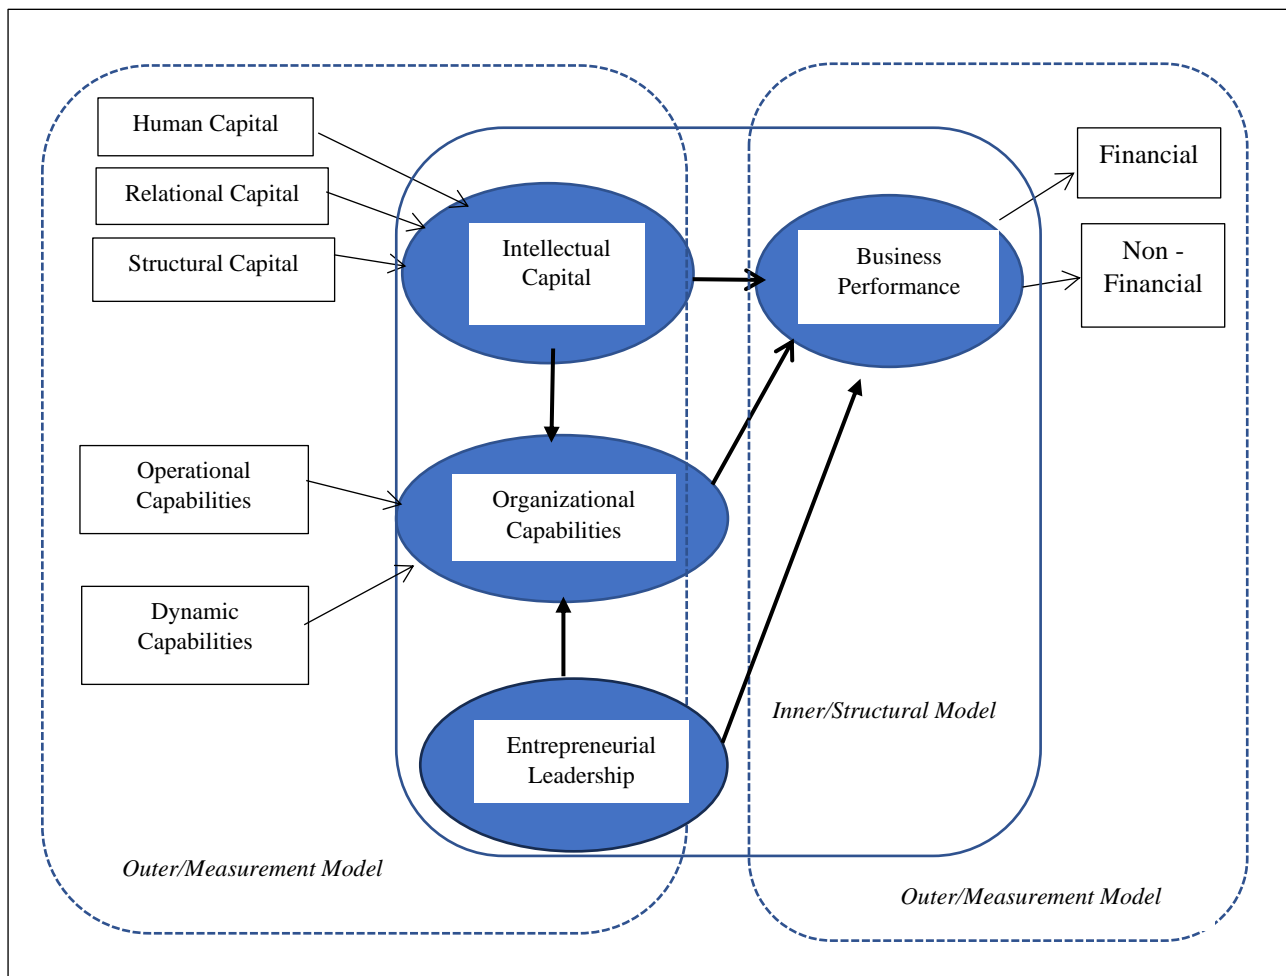 Human Capital
Relational Capital
Structural Capital
Intellectual
Capital
Business
Performance
Financial
Non -
Financial
Operational
Capabilities
Organizational
Capabilities
Dynamic
Capabilities
Inner/Structural Model
Entrepreneurial
Leadership
Outer/Measurement Model
Outer/Measurement Model